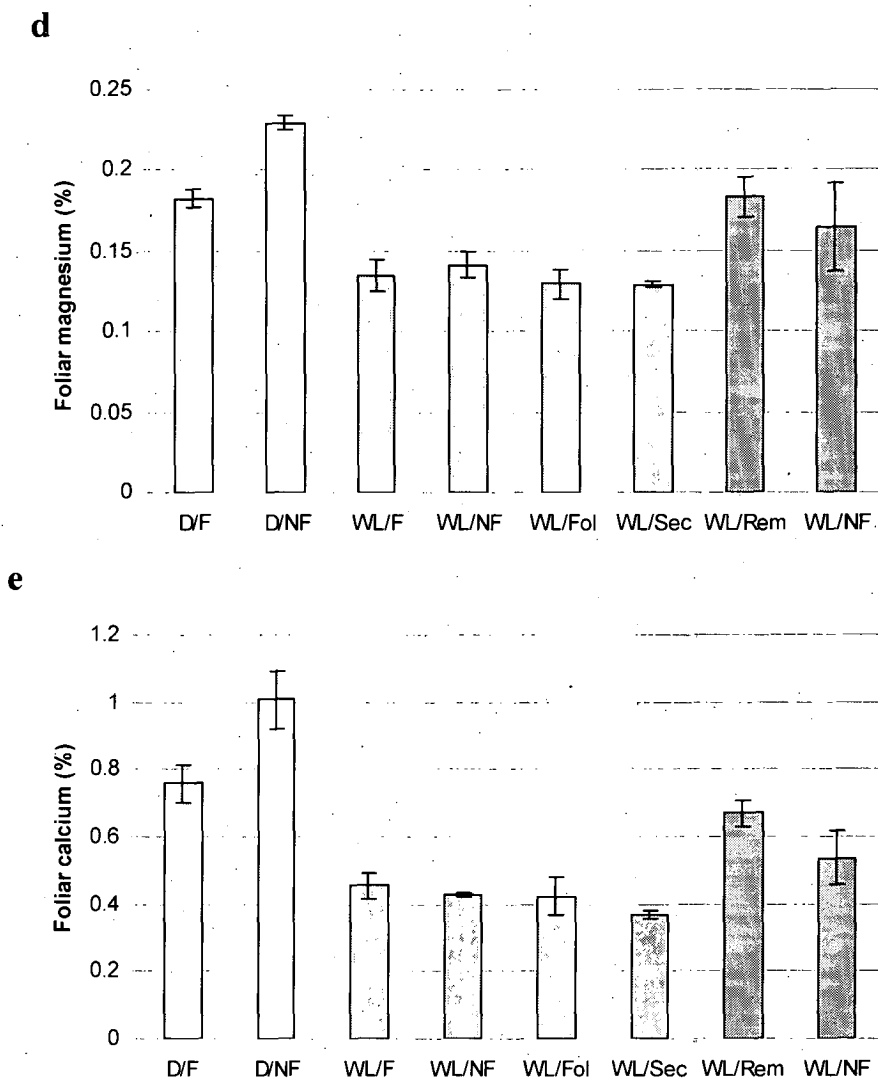 d
Foliar magnesium (%)
0.25
0.2
0.15
0.1
0.05
0
D/F D/NF WL/F WL/NF WL/Fol WL/Sec WL/Rem WL/NF
e
Foliar calcium (%)
1.2
1
0.8
0.6
0.4
0.2
0
D/F D/NF WL/F WL/NF WL/Fol WL/Sec WL/Rem WL/NF